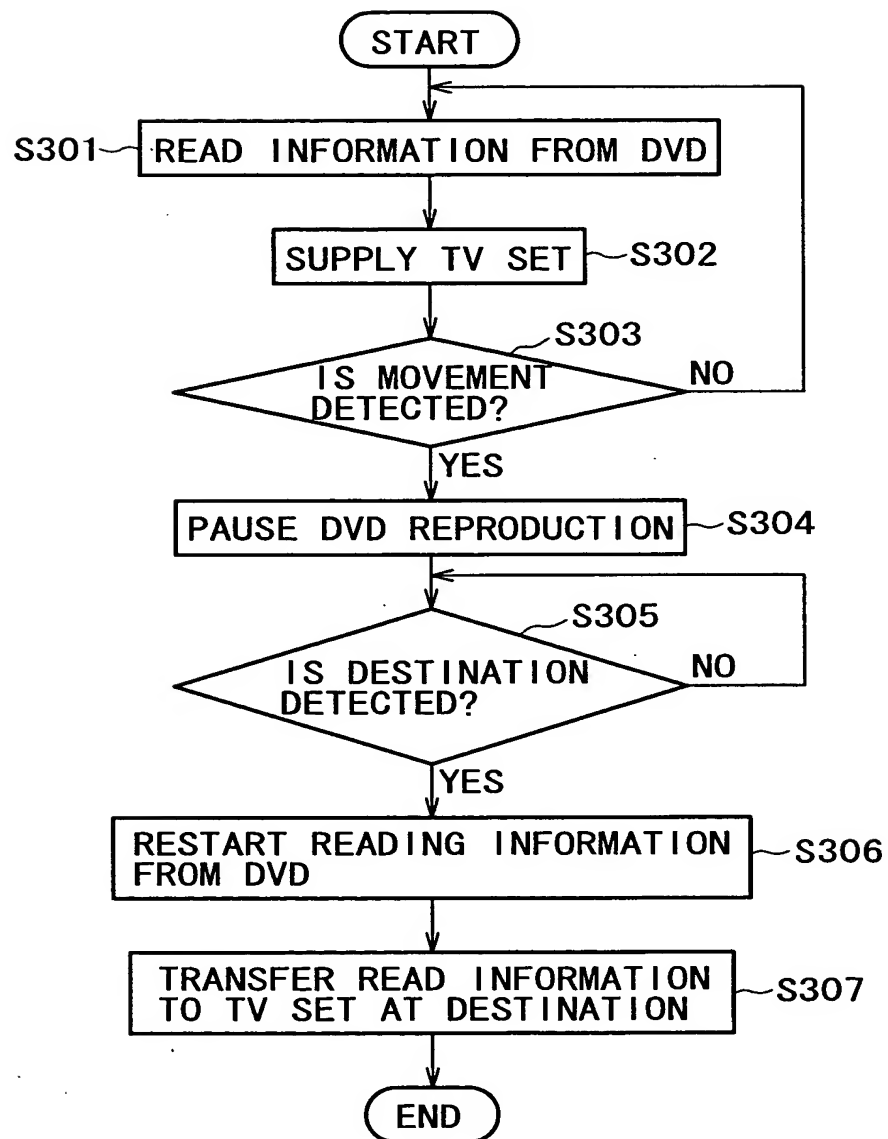 START
S301 READ INFORMATION FROM DVD
SUPPLY TV SET S302
S303
IS MOVEMENT
DETECTED?
NO
YES
PAUSE DVD REPRODUCTION S304
S305
IS DESTINATION
DETECTED?
NO
YES
RESTART READING INFORMATION
FROM DVD
S306
TRANSFER READ INFORMATION
TO TV SET AT DESTINATION
S307
END